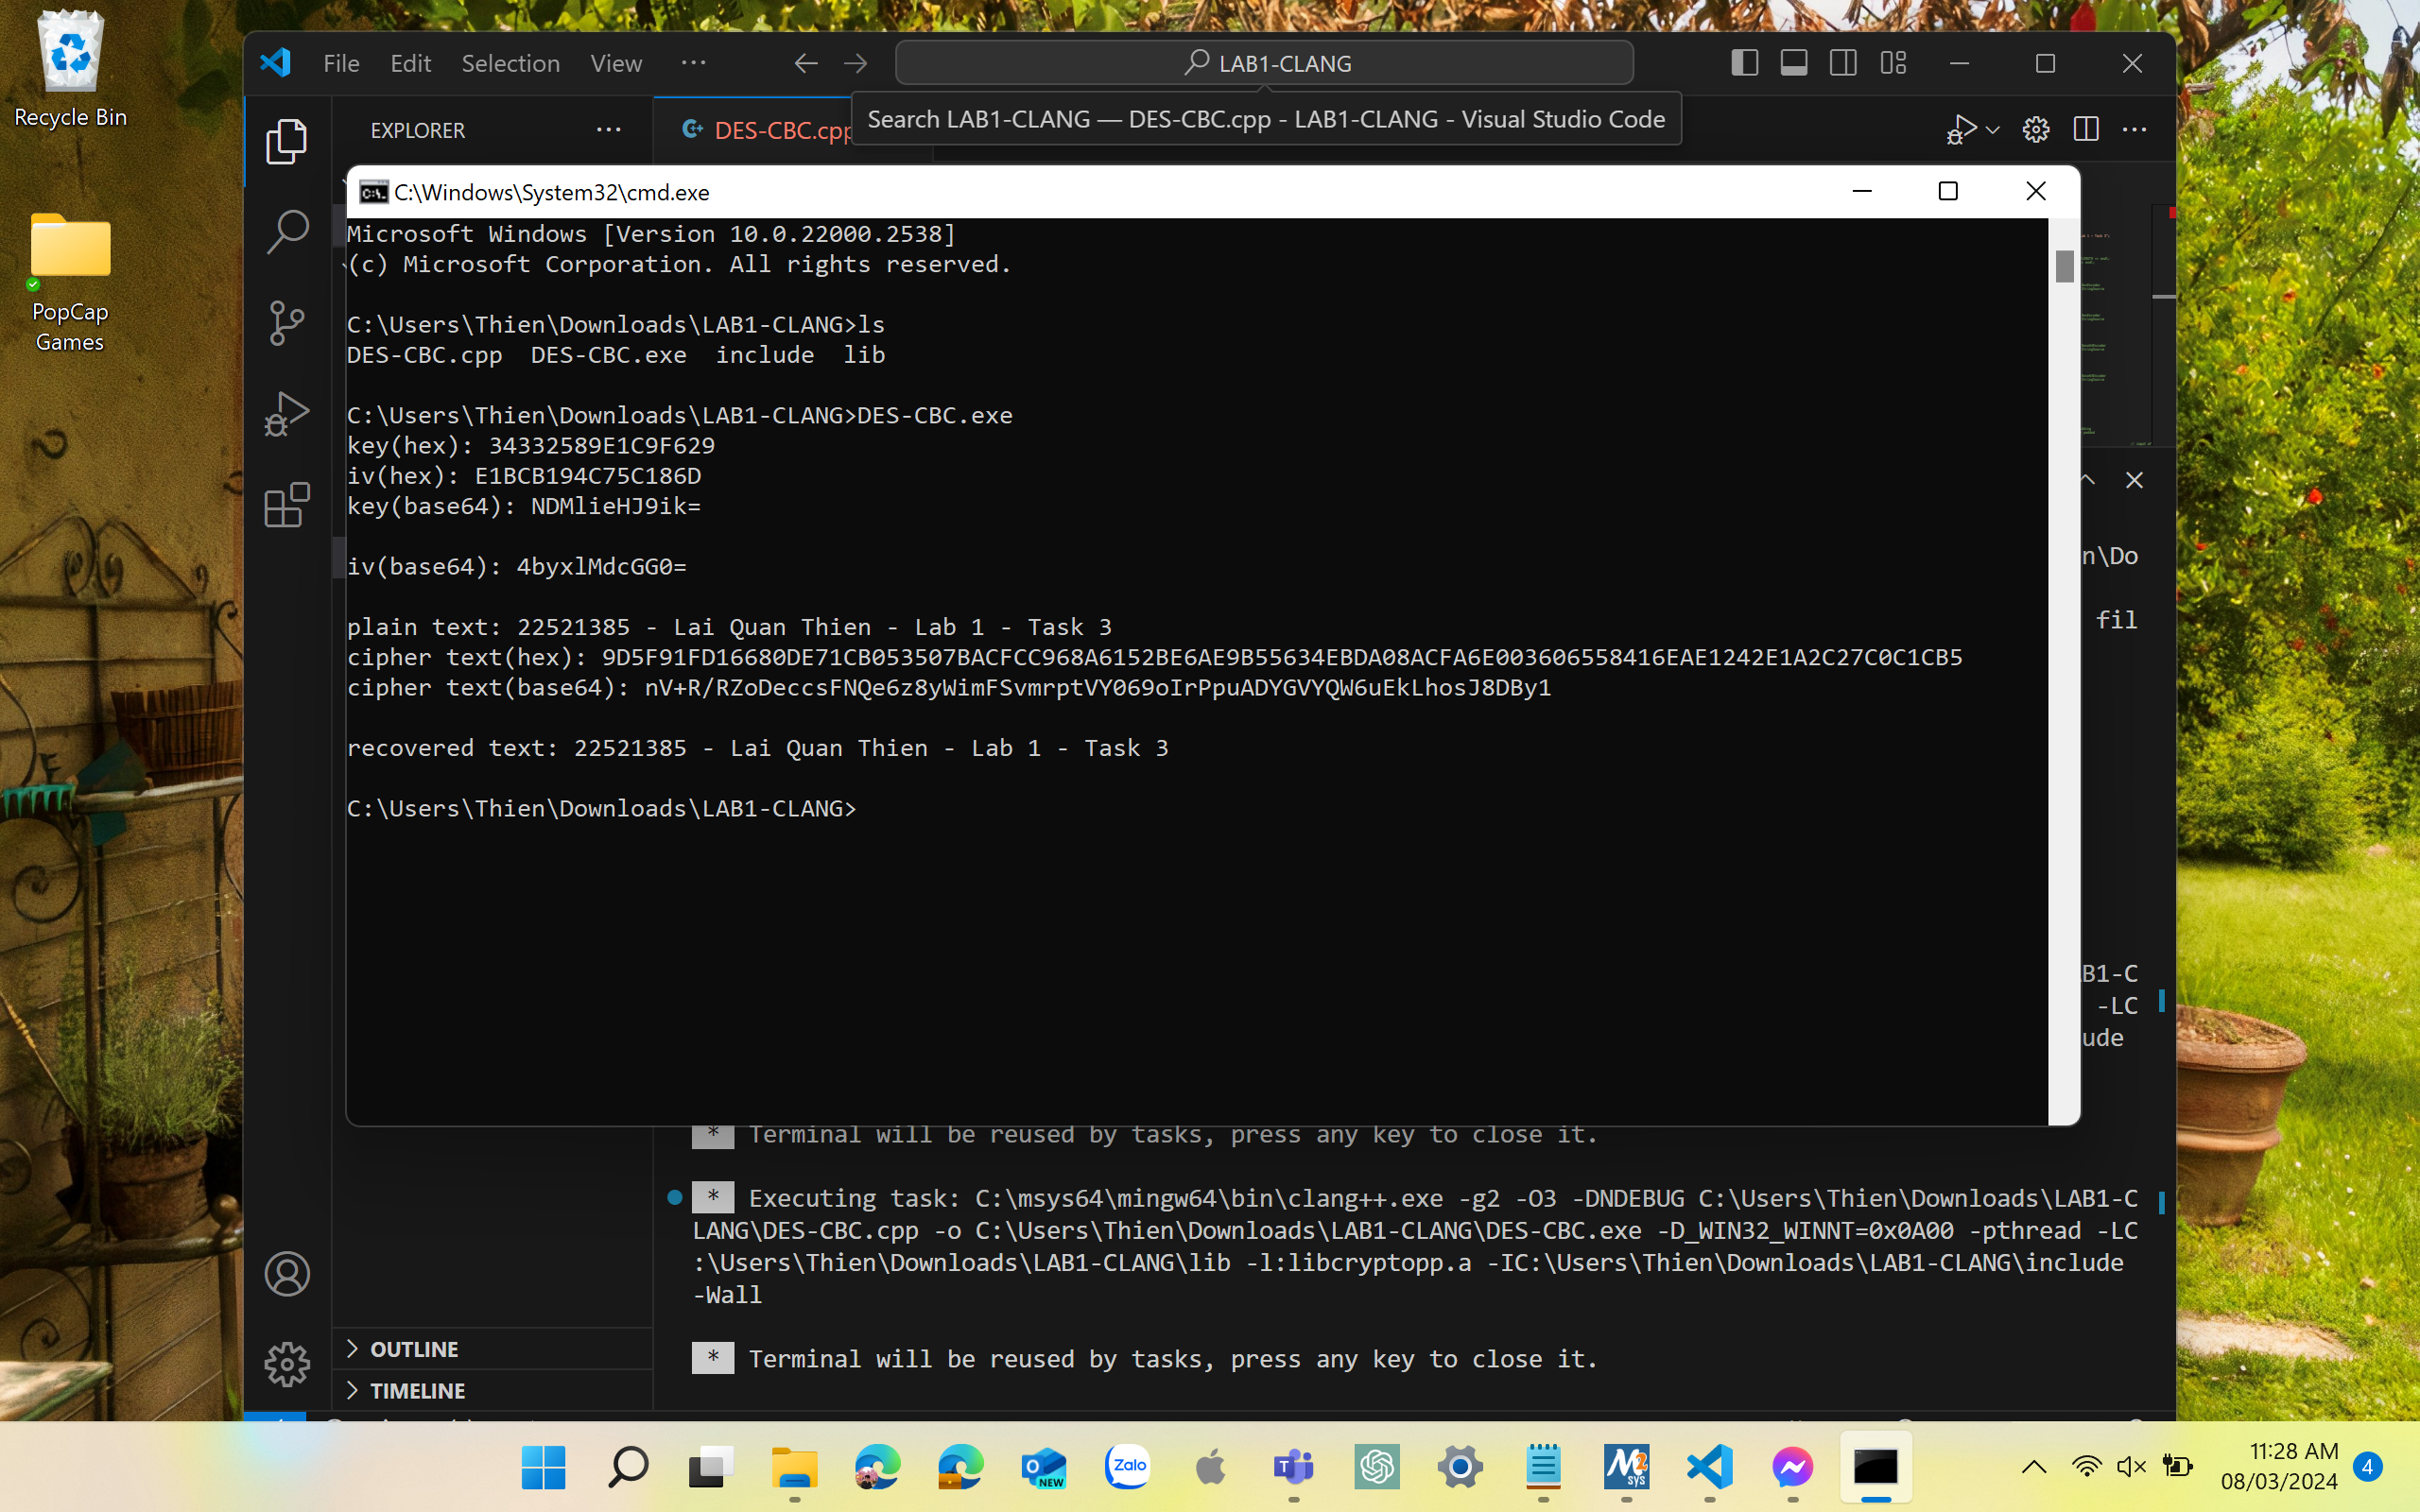 Recycle Bin
PopCap
Games
File Edit Selection View
LAB1-CLANG
EXPLORER
DES-CBC.cpp
Search LAB1-CLANG — DES-CBC.cpp - LAB1-CLANG - Visual Studio Code
C:\Windows\System32\cmd.exe
Microsoft Windows [Version 10.0.22000.2538]
(c) Microsoft Corporation. All rights reserved.
C:\Users\Thien\Downloads\LAB1-CLANG>ls
DES-CBC.cpp  DES-CBC.exe  include  lib
C:\Users\Thien\Downloads\LAB1-CLANG>DES-CBC.exe
key(hex): 34332589E1C9F629
iv(hex): E1BCB194C75C186D
key(base64): NDMlieHJ9ik=
iv(base64): 4byxlMdcGG0=
plain text: 22521385 - Lai Quan Thien - Lab 1 - Task 3
cipher text(hex): 9D5F91FD16680DE71CB053507BACFCC968A6152BE6AE9B55634EBDA08ACFA6E003606558416EAE1242E1A2C27C0C1CB5
cipher text(base64): nV+R/RZoDeccsFNQe6z8yWimFSvmrptVY069oIrPpuADYGVYQW6uEkLhosJ8DBy1
recovered text: 22521385 - Lai Quan Thien - Lab 1 - Task 3
C:\Users\Thien\Downloads\LAB1-CLANG>
n\Do
fil
B1-C
-LC
ude
* Terminal will be reused by tasks, press any key to close it.
* Executing task: C:\msys64\mingw64\bin\clang++.exe -g2 -O3 -DNDEBUG C:\Users\Thien\Downloads\LAB1-C
LANG\DES-CBC.cpp -o C:\Users\Thien\Downloads\LAB1-CLANG\DES-CBC.exe -D_WIN32_WINNT=0x0A00 -pthread -LC
:\Users\Thien\Downloads\LAB1-CLANG\lib -l:libcryptopp.a -IC:\Users\Thien\Downloads\LAB1-CLANG\include
-Wall
* Terminal will be reused by tasks, press any key to close it.
OUTLINE
TIMELINE
NEW
Zalo
T
M2
sys
11:28 AM
08/03/2024
4